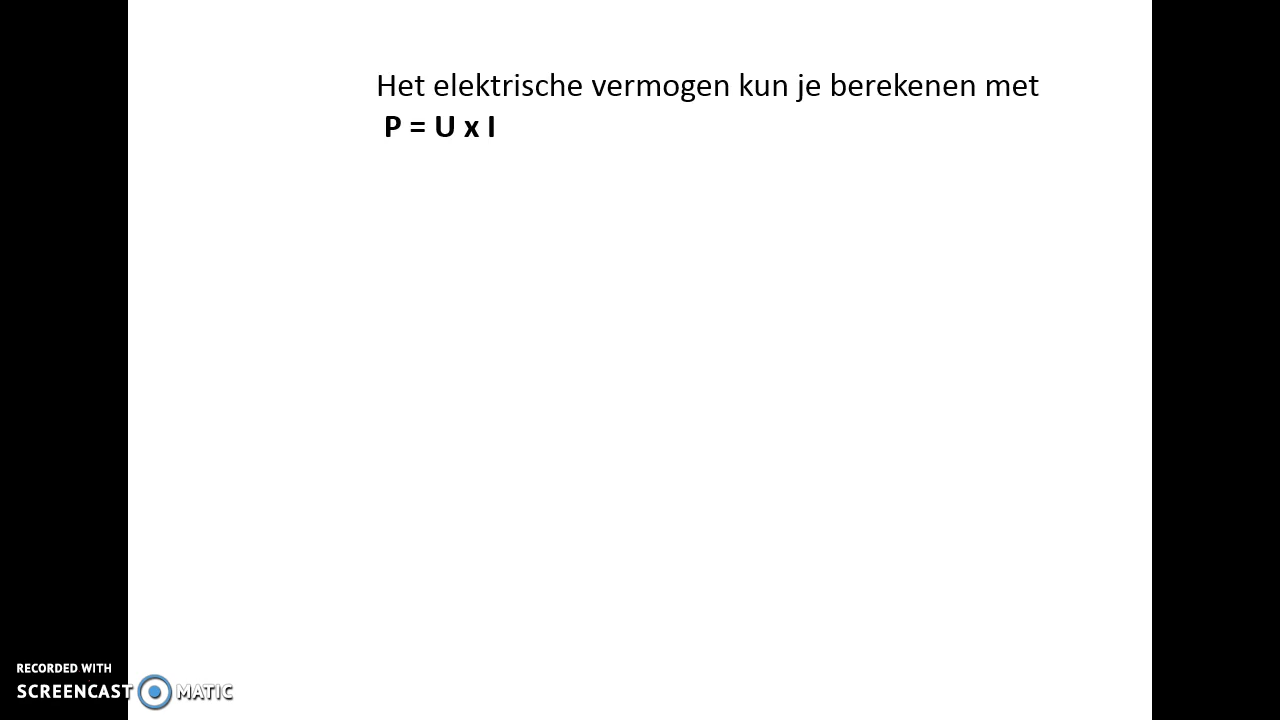 Het elektrische vermogen kun je berekenen met
P = U x I
RECORDED WITH
SCREENCAST MATIC